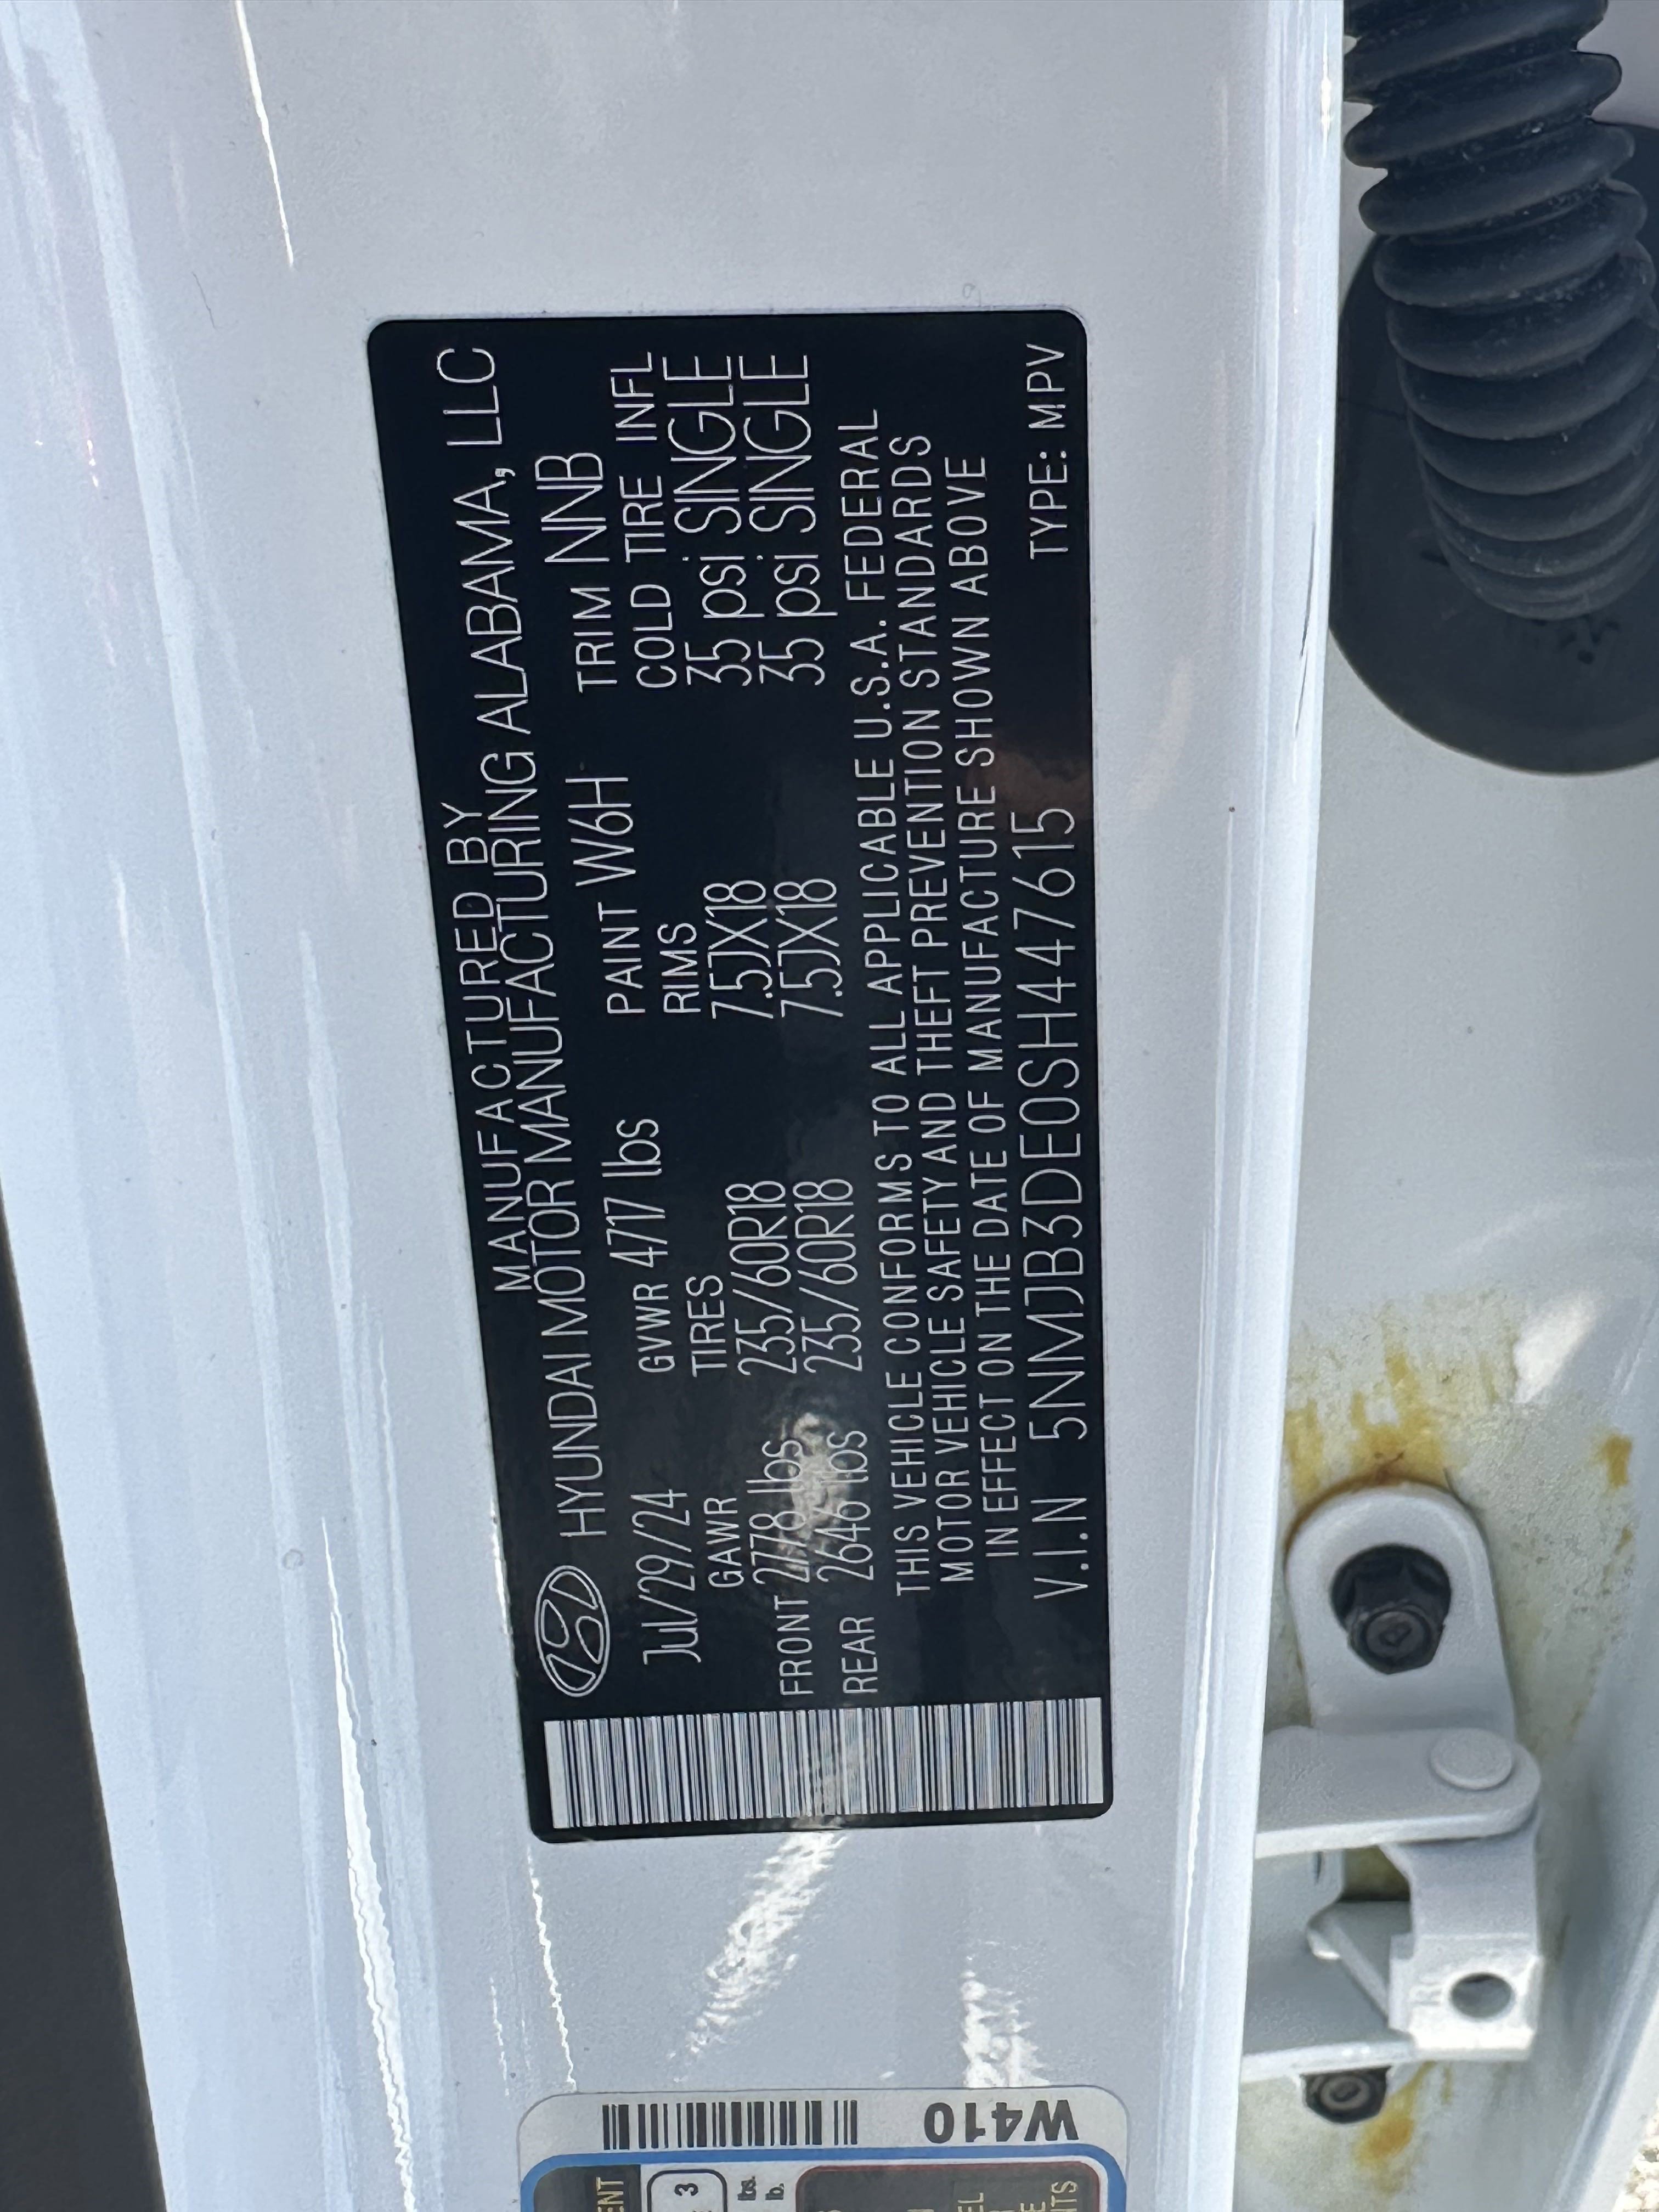 MANUFACTURED BY
HYUNDAI MOTOR MANUFACTURING ALABAMA, LLC
Jul/29/24 GVWR 4717 lbs PAINT W6H TRIM NNB
GAWR TIRES RIMS COLD TIRE INFL
FRONT 2778 lbs 235/60R18 7.5JX18 35 psi SINGLE
REAR 2646 lbs 235/60R18 7.5JX18 35 psi SINGLE
THIS VEHICLE CONFORMS TO ALL APPLICABLE U.S.A. FEDERAL
MOTOR VEHICLE SAFETY AND THEFT PREVENTION STANDARDS
IN EFFECT ON THE DATE OF MANUFACTURE SHOWN ABOVE
V.I.N 5NMJB3DE0SH447615 TYPE: MPV
W410
3
lbs.
lb.